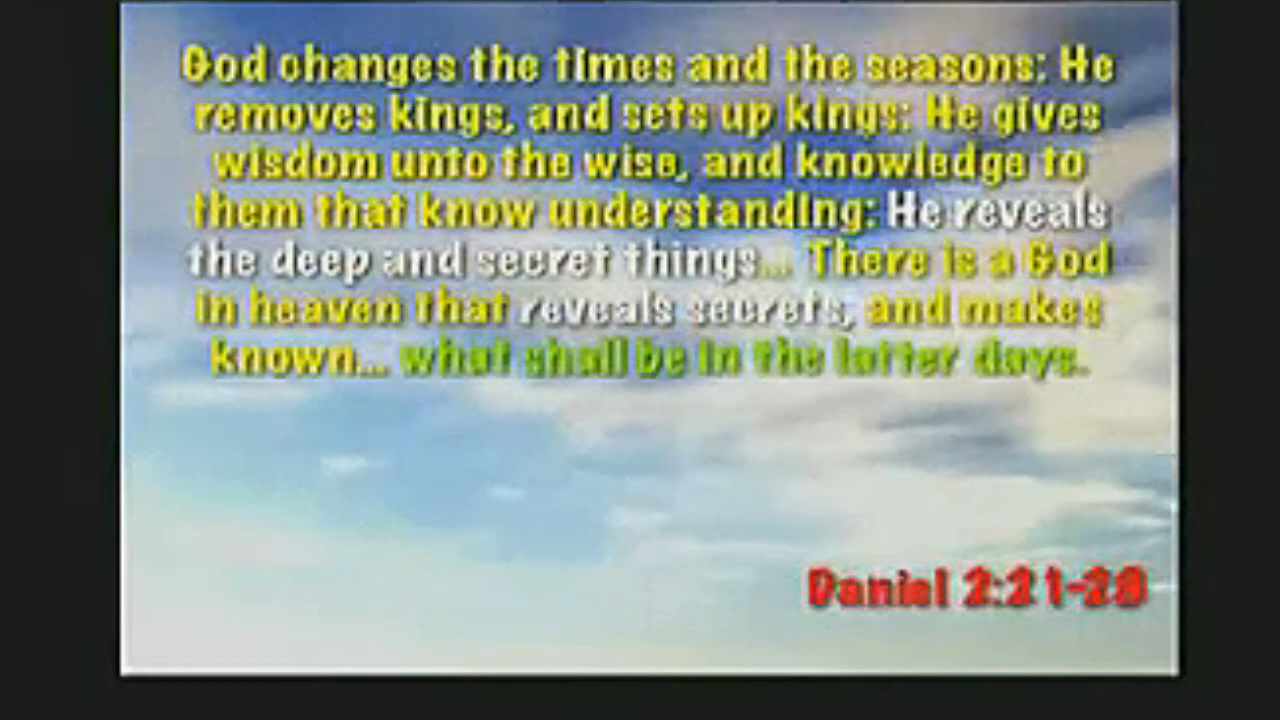 God changes the times and the seasons: He
removes kings, and sets up kings: He gives
wisdom unto the wise, and knowledge to
them that know understanding: He reveals
the deep and secret things... There is a God
in heaven that reveals secrets, and makes
known... what shall be in the latter days.
Daniel 2:21-28